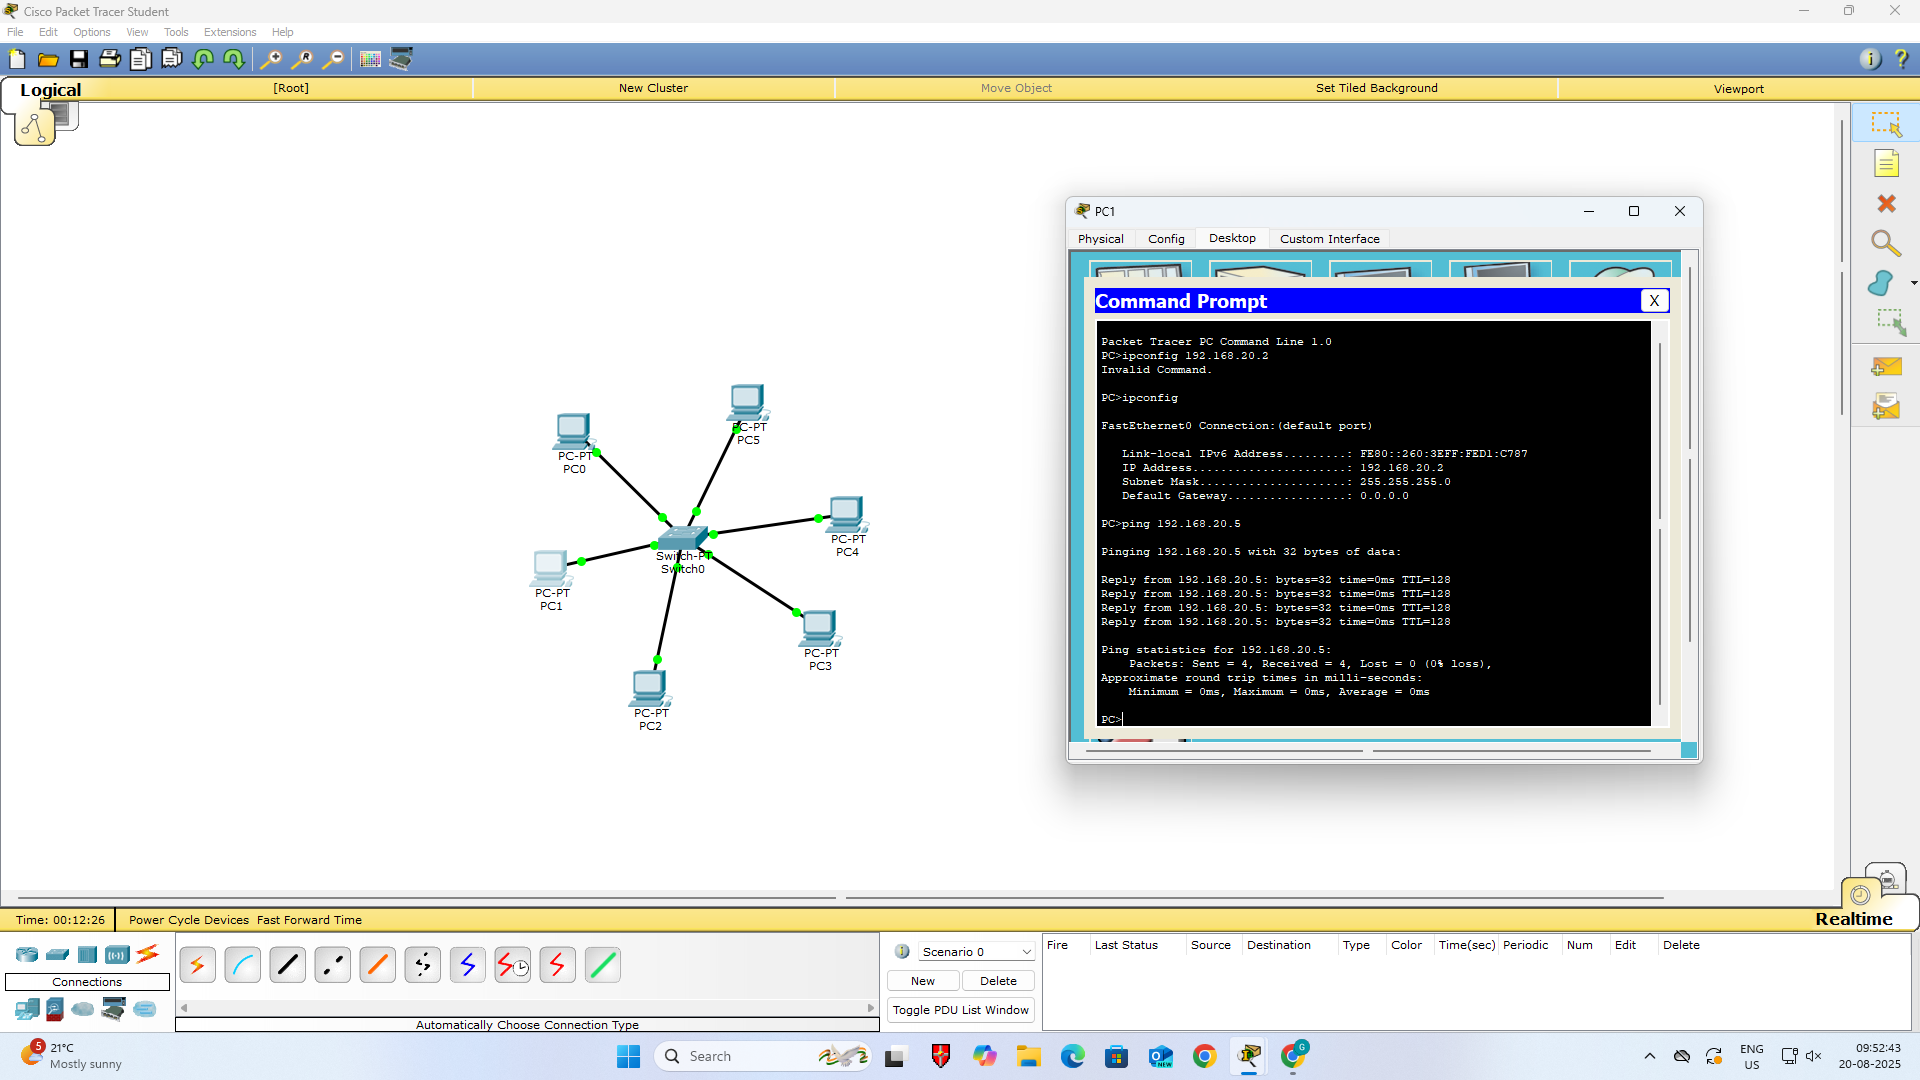 Cisco Packet Tracer Student
File Edit Options View Tools Extensions Help
Logical [Root] New Cluster Move Object Set Tiled Background Viewport
PC1
Physical Config Desktop Custom Interface
Command Prompt X
Packet Tracer PC Command Line 1.0
PC>ipconfig 192.168.20.2
Invalid Command.
PC>ipconfig
FastEthernet0 Connection:(default port)
Link-local IPv6 Address.........: FE80::260:3EFF:FED1:C787
IP Address......................: 192.168.20.2
Subnet Mask.....................: 255.255.255.0
Default Gateway.................: 0.0.0.0
PC>ping 192.168.20.5
Pinging 192.168.20.5 with 32 bytes of data:
Reply from 192.168.20.5: bytes=32 time=0ms TTL=128
Reply from 192.168.20.5: bytes=32 time=0ms TTL=128
Reply from 192.168.20.5: bytes=32 time=0ms TTL=128
Reply from 192.168.20.5: bytes=32 time=0ms TTL=128
Ping statistics for 192.168.20.5:
Packets: Sent = 4, Received = 4, Lost = 0 (0% loss),
Approximate round trip times in milli-seconds:
Minimum = 0ms, Maximum = 0ms, Average = 0ms
PC>
PC-PT
PC5
PC-PT
PC0
PC-PT
PC4
Switch-PT
Switch0
PC-PT
PC1
PC-PT
PC3
PC-PT
PC2
Time: 00:12:26 Power Cycle Devices Fast Forward Time
Realtime
Connections
Automatically Choose Connection Type
Scenario 0
New Delete
Toggle PDU List Window
Fire Last Status Source Destination Type Color Time(sec) Periodic Num Edit Delete
5
21°C
Mostly sunny
Search
NEW
G
ENG
US
09:52:43
20-08-2025